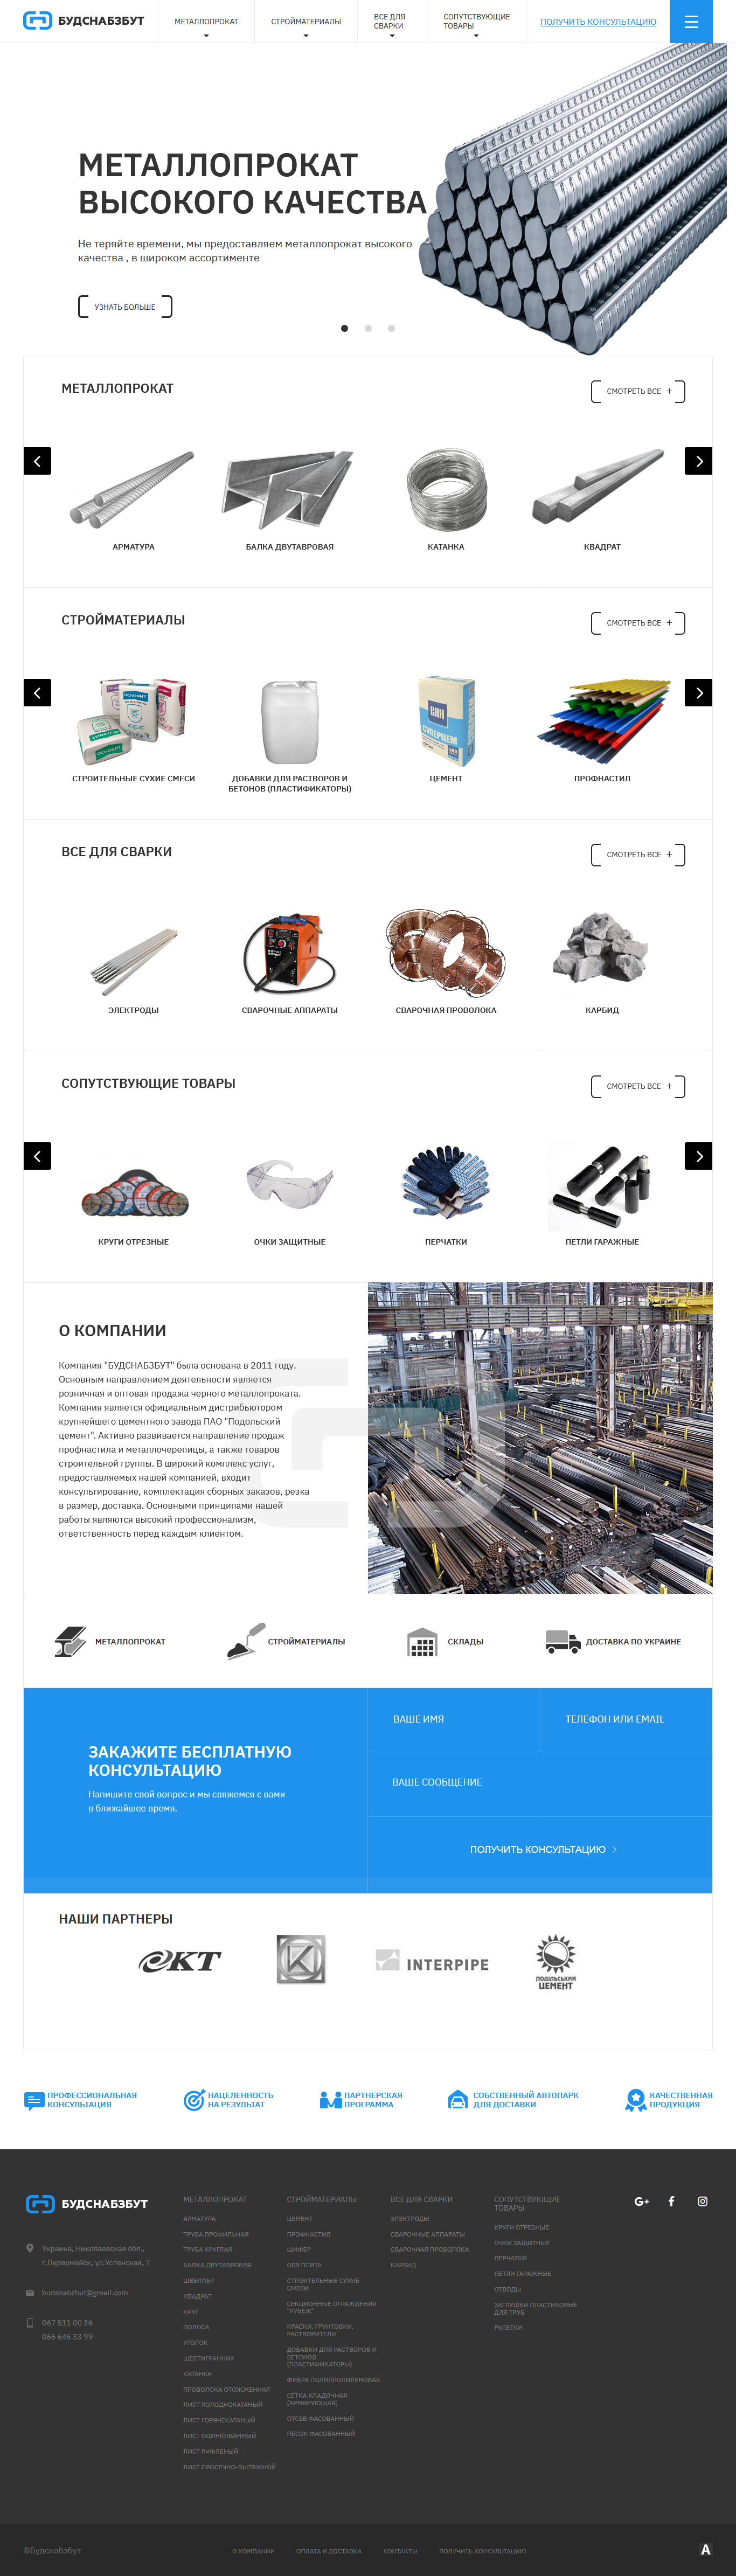 БУДСНАБЗБУТ
МЕТАЛЛОПРОКАТ
СТРОЙМАТЕРИАЛЫ
ВСЕ ДЛЯ
СВАРКИ
СОПУТСТВУЮЩИЕ
ТОВАРЫ
ПОЛУЧИТЬ КОНСУЛЬТАЦИЮ
МЕТАЛЛОПРОКАТ
ВЫСОКОГО КАЧЕСТВА
Не теряйте времени, мы предоставляем металлопрокат высокого
качества , в широком ассортименте
УЗНАТЬ БОЛЬШЕ
МЕТАЛЛОПРОКАТ
СМОТРЕТЬ ВСЕ +
АРМАТУРА
БАЛКА ДВУТАВРОВАЯ
КАТАНКА
КВАДРАТ
СТРОЙМАТЕРИАЛЫ
СМОТРЕТЬ ВСЕ +
СТРОИТЕЛЬНЫЕ СУХИЕ СМЕСИ
ДОБАВКИ ДЛЯ РАСТВОРОВ И
БЕТОНОВ (ПЛАСТИФИКАТОРЫ)
ЦЕМЕНТ
ПРОФНАСТИЛ
ВСЕ ДЛЯ СВАРКИ
СМОТРЕТЬ ВСЕ +
ЭЛЕКТРОДЫ
СВАРОЧНЫЕ АППАРАТЫ
СВАРОЧНАЯ ПРОВОЛОКА
КАРБИД
СОПУТСТВУЮЩИЕ ТОВАРЫ
СМОТРЕТЬ ВСЕ +
КРУГИ ОТРЕЗНЫЕ
ОЧКИ ЗАЩИТНЫЕ
ПЕРЧАТКИ
ПЕТЛИ ГАРАЖНЫЕ
О КОМПАНИИ
Компания "БУДСНАБЗБУТ" была основана в 2011 году.
Основным направлением деятельности является
розничная и оптовая продажа черного металлопроката.
Компания является официальным дистрибьютором
крупнейшего цементного завода ПАО "Подольский
цемент". Активно развивается направление продаж
профнастила и металлочерепицы, а также товаров
строительной группы. В широкий комплекс услуг,
предоставляемых нашей компанией, входит
консультирование, комплектация сборных заказов, резка
в размер, доставка. Основными принципами нашей
работы являются высокий профессионализм,
ответственность перед каждым клиентом.
МЕТАЛЛОПРОКАТ
СТРОЙМАТЕРИАЛЫ
СКЛАДЫ
ДОСТАВКА ПО УКРАИНЕ
ЗАКАЖИТЕ БЕСПЛАТНУЮ
КОНСУЛЬТАЦИЮ
Напишите свой вопрос и мы свяжемся с вами
в ближайшее время.
ВАШЕ ИМЯ
ТЕЛЕФОН ИЛИ EMAIL
ВАШЕ СООБЩЕНИЕ
ПОЛУЧИТЬ КОНСУЛЬТАЦИЮ
НАШИ ПАРТНЕРЫ
еКТ
К
INTERPIPE
ПОДІЛЬСЬКИЙ
ЦЕМЕНТ
ПРОФЕССИОНАЛЬНАЯ
КОНСУЛЬТАЦИЯ
НАЦЕЛЕННОСТЬ
НА РЕЗУЛЬТАТ
ПАРТНЕРСКАЯ
ПРОГРАММА
СОБСТВЕННЫЙ АВТОПАРК
ДЛЯ ДОСТАВКИ
КАЧЕСТВЕННАЯ
ПРОДУКЦИЯ
БУДСНАБЗБУТ
Украина, Николаевская обл.,
г.Первомайск, ул.Успенская, 7
budsnabzbut@gmail.com
067 511 00 36
066 646 33 99
МЕТАЛЛОПРОКАТ
АРМАТУРА
ТРУБА ПРОФИЛЬНАЯ
ТРУБА КРУГЛАЯ
БАЛКА ДВУТАВРОВАЯ
ШВЕЛЛЕР
КВАДРАТ
КРУГ
ПОЛОСА
УГОЛОК
ШЕСТИГРАННИК
КАТАНКА
ПРОВОЛОКА ОТОЖЖЕННАЯ
ЛИСТ ХОЛОДНОКАТАНЫЙ
ЛИСТ ГОРЯЧЕКАТАНЫЙ
ЛИСТ ОЦИНКОВАННЫЙ
ЛИСТ РИФЛЕНЫЙ
ЛИСТ ПРОСЕЧНО-ВЫТЯЖНОЙ
СТРОЙМАТЕРИАЛЫ
ЦЕМЕНТ
ПРОФНАСТИЛ
ШИФЕР
OSB ПЛИТА
СТРОИТЕЛЬНЫЕ СУХИЕ
СМЕСИ
СЕКЦИОННЫЕ ОГРАЖДЕНИЯ
"РУБЕЖ"
КРАСКИ, ГРУНТОВКИ,
РАСТВОРИТЕЛИ
ДОБАВКИ ДЛЯ РАСТВОРОВ И
БЕТОНОВ
(ПЛАСТИФИКАТОРЫ)
ФИБРА ПОЛИПРОПИЛЕНОВАЯ
СЕТКА КЛАДОЧНАЯ
(АРМИРУЮЩАЯ)
ОТСЕВ ФАСОВАННЫЙ
ПЕСОК ФАСОВАННЫЙ
ВСЕ ДЛЯ СВАРКИ
ЭЛЕКТРОДЫ
СВАРОЧНЫЕ АППАРАТЫ
СВАРОЧНАЯ ПРОВОЛОКА
КАРБИД
СОПУТСТВУЮЩИЕ
ТОВАРЫ
КРУГИ ОТРЕЗНЫЕ
ОЧКИ ЗАЩИТНЫЕ
ПЕРЧАТКИ
ПЕТЛИ ГАРАЖНЫЕ
ОТВОДЫ
ЗАГЛУШКИ ПЛАСТИКОВЫЕ
ДЛЯ ТРУБ
РУЛЕТКИ
G+
f
©Будснабзбут
О КОМПАНИИ
ОПЛАТА И ДОСТАВКА
КОНТАКТЫ
ПОЛУЧИТЬ КОНСУЛЬТАЦИЮ
A